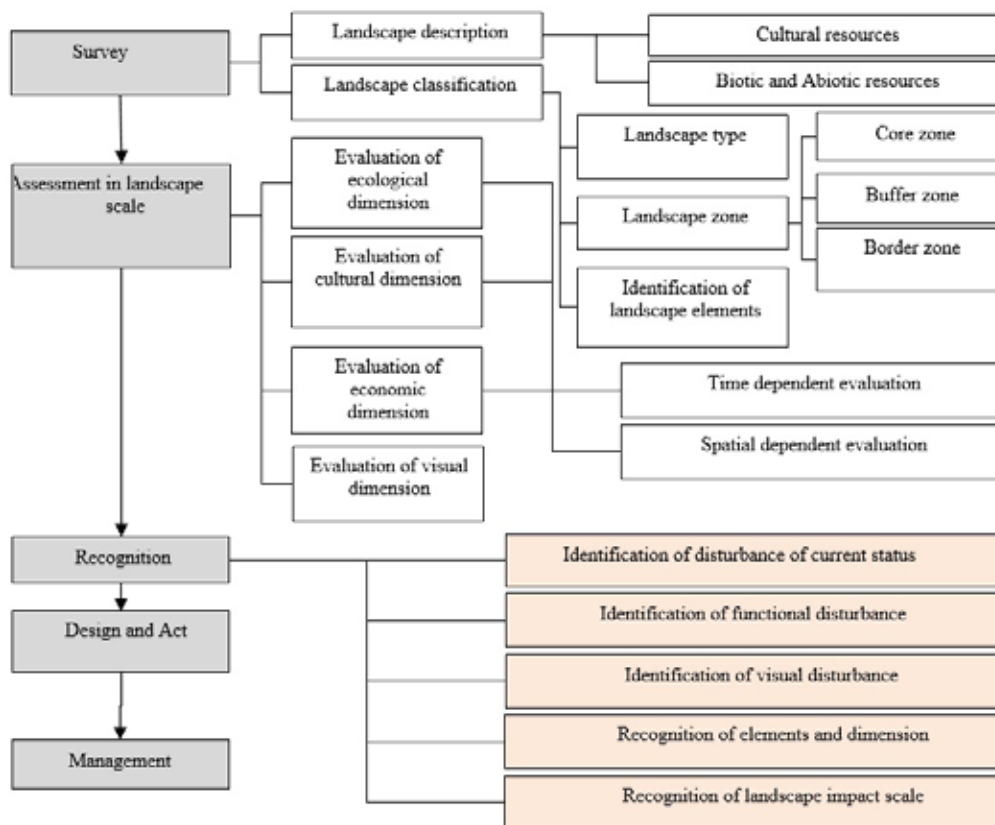 Survey
Landscape description
Cultural resources
Biotic and Abiotic resources
Landscape classification
Landscape type
Core zone
Landscape zone
Buffer zone
Border zone
Identification of
landscape elements
Assessment in landscape
scale
Evaluation of
ecological
dimension
Evaluation of
cultural dimension
Evaluation of
economic
dimension
Time dependent evaluation
Spatial dependent evaluation
Evaluation of visual
dimension
Recognition
Identification of disturbance of current status
Identification of functional disturbance
Identification of visual disturbance
Recognition of elements and dimension
Recognition of landscape impact scale
Design and Act
Management